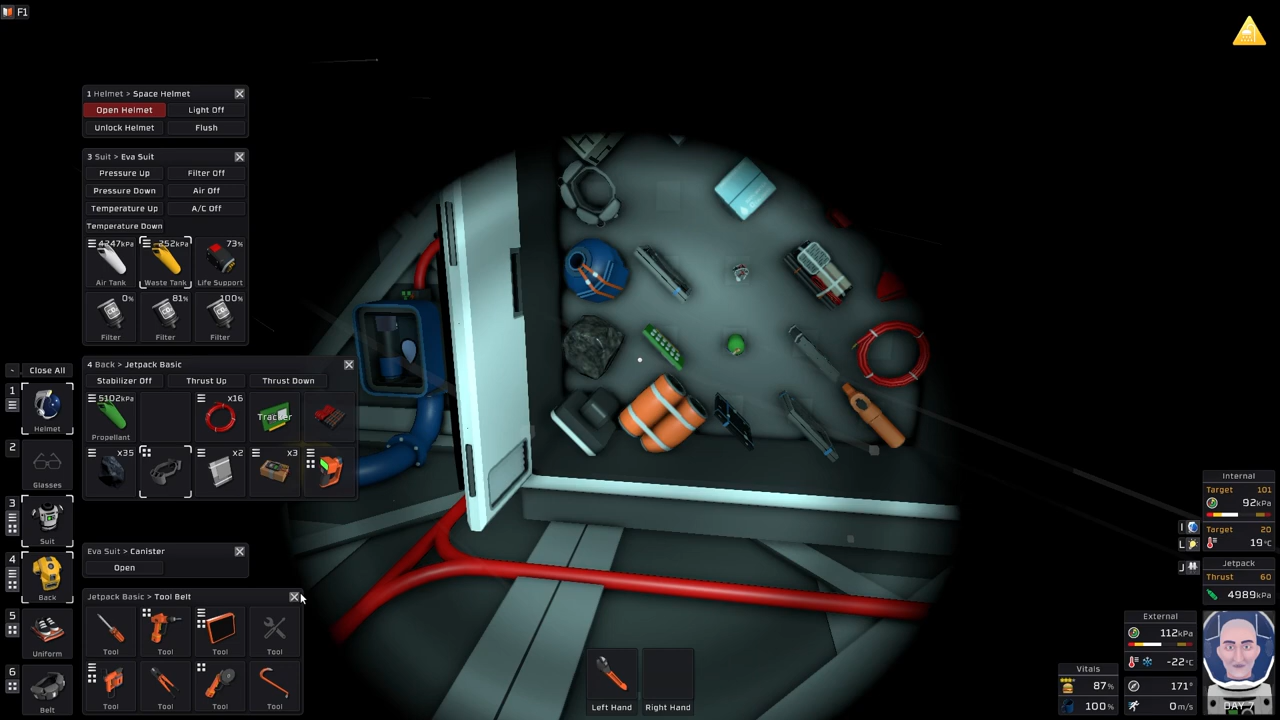 F1
1 Helmet > Space Helmet
Open Helmet Light Off
Unlock Helmet Flush
3 Suit > Eva Suit
Pressure Up Filter Off
Pressure Down Air Off
Temperature Up A/C Off
Temperature Down
4247kPa 252kPa 73%
Air Tank Waste Tank Life Support
0% 81% 100%
Filter Filter Filter
4 Back > Jetpack Basic
Stabilizer Off Thrust Up Thrust Down
5102kPa x16
Tracker
Propellant
x35 x2 x3
~ Close All
1
Helmet
2
Glasses
3
Suit
4
Back
5
Uniform
6
Belt
Eva Suit > Canister
Open
Jetpack Basic > Tool Belt
Tool Tool Tool Tool
Tool Tool Tool Tool
Left Hand Right Hand
Internal
Target 101
92kPa
Target 20
19°C
I
L
J
Jetpack
Thrust 60
4989kPa
External
112kPa
-22°C
171°
0m/s
Vitals
87%
100%
DAY 7